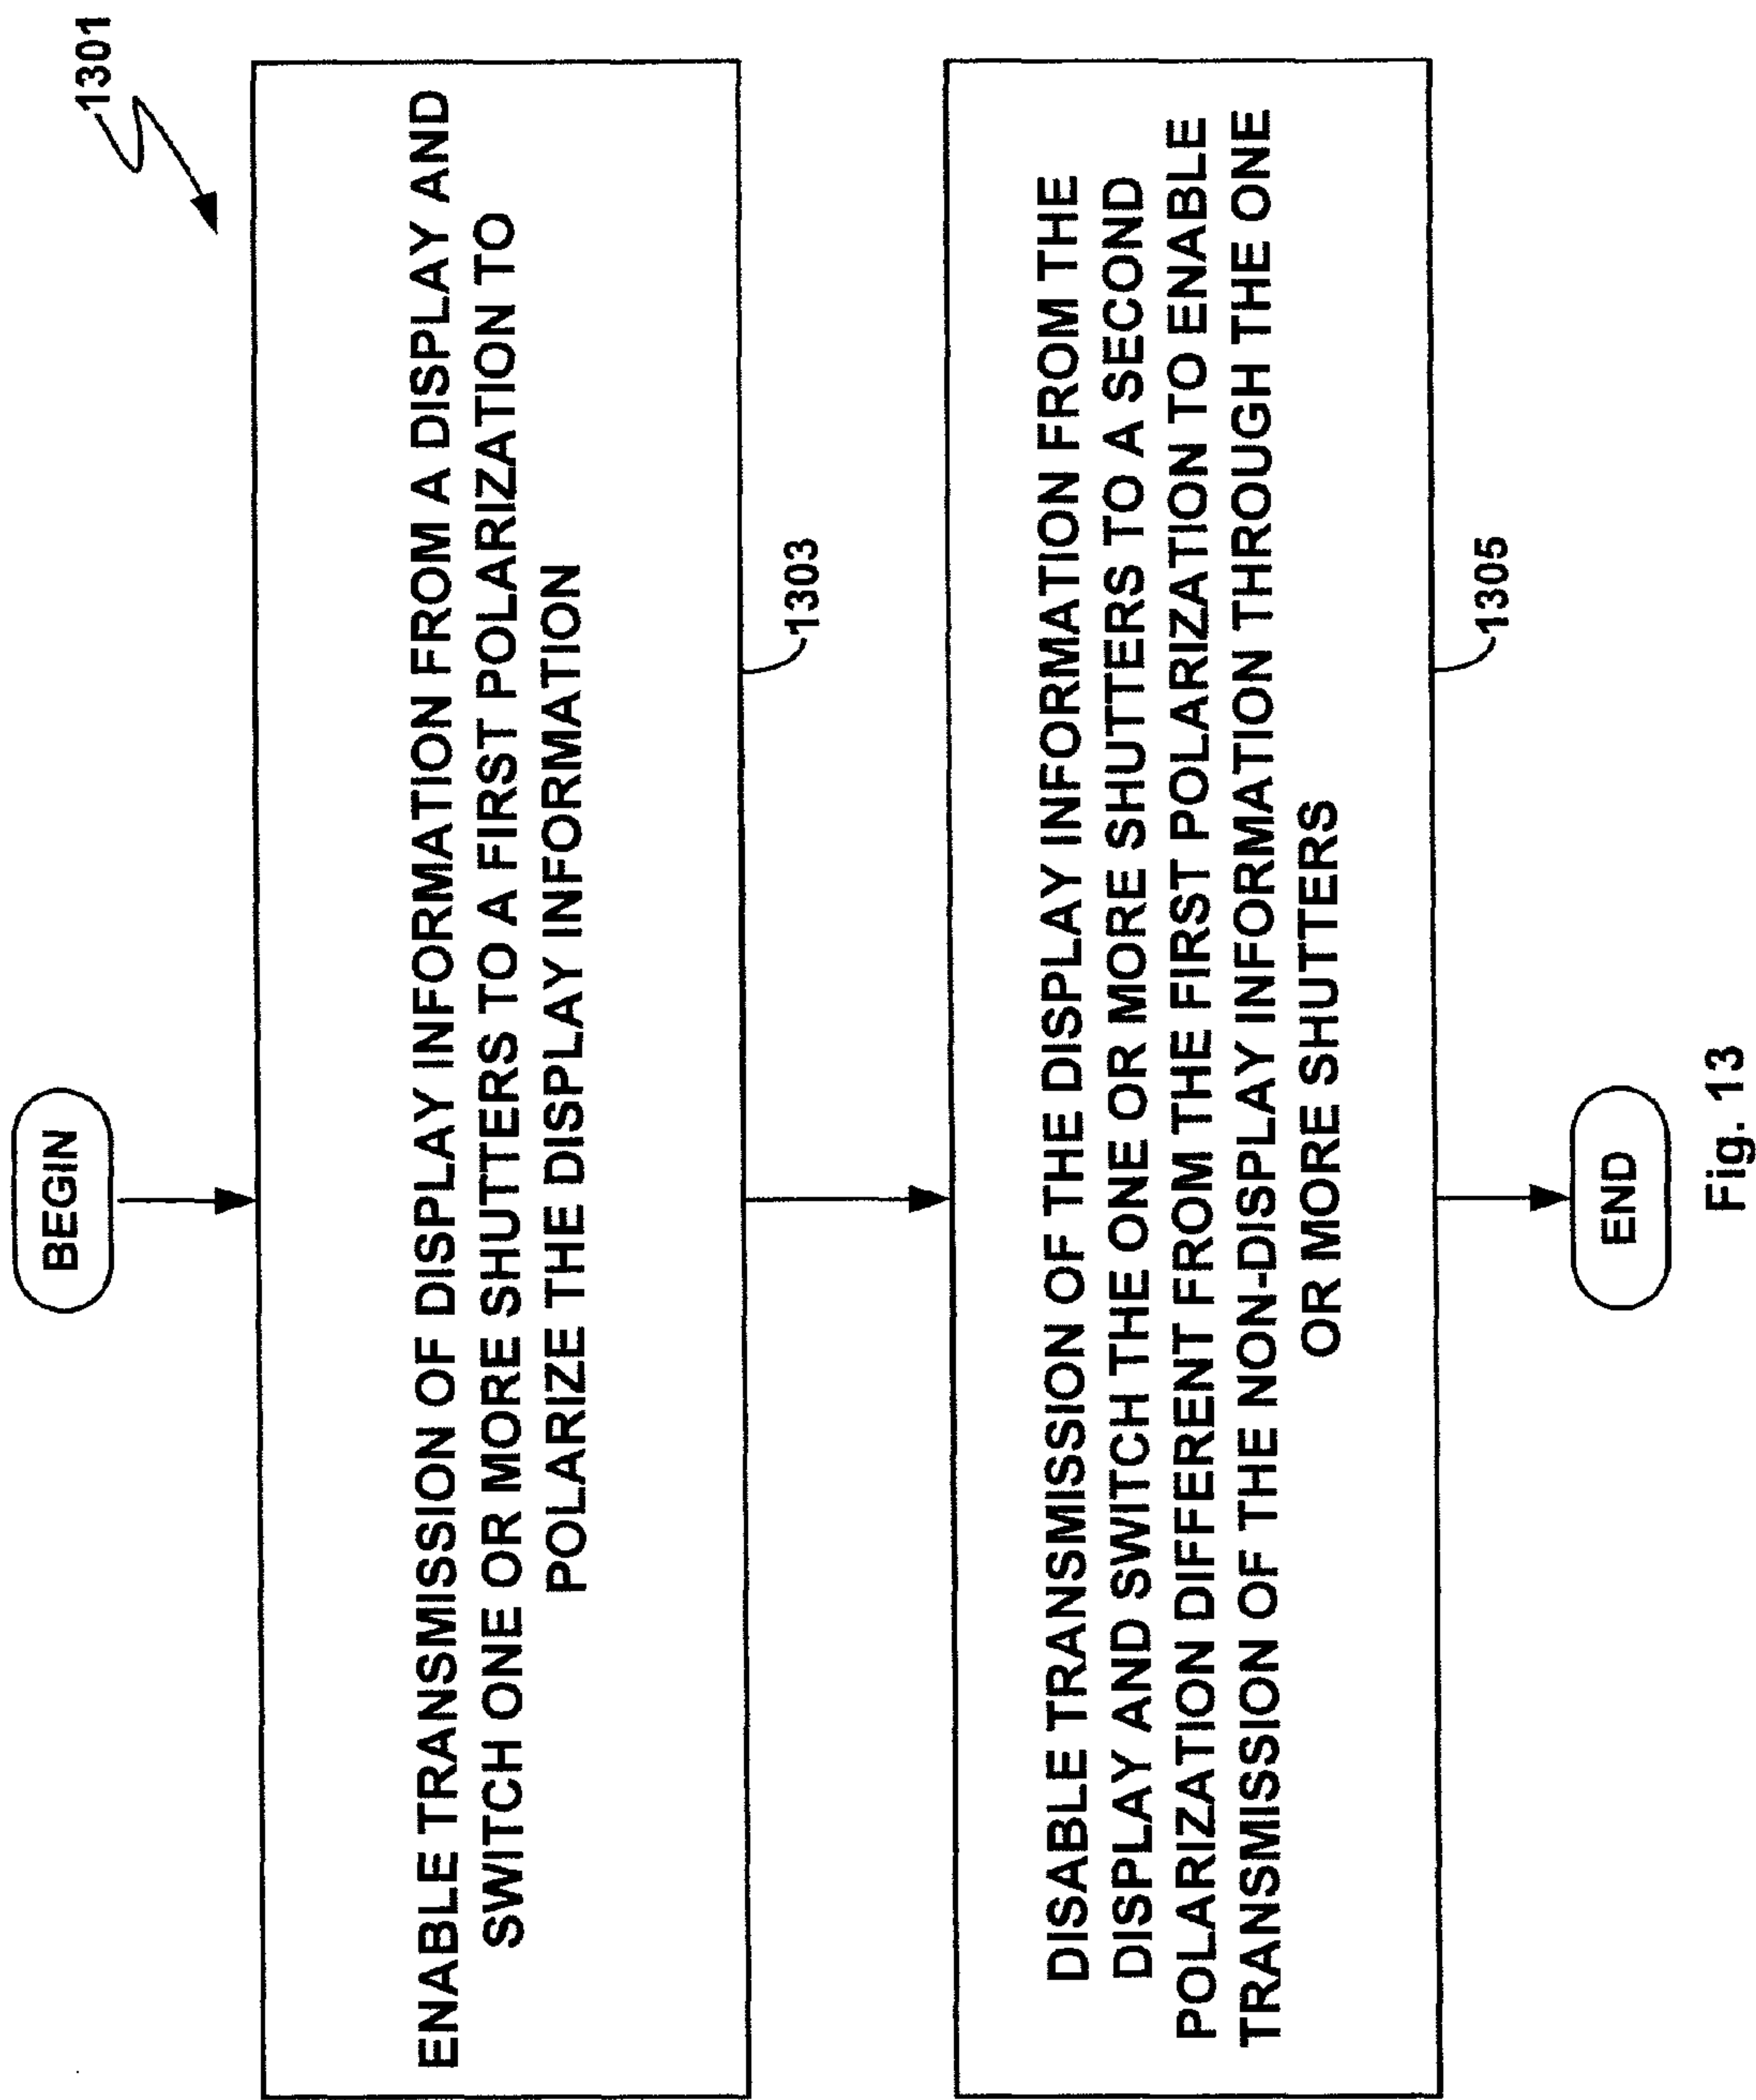 1301
BEGIN
ENABLE TRANSMISSION OF DISPLAY INFORMATION FROM A DISPLAY AND
SWITCH ONE OR MORE SHUTTERS TO A FIRST POLARIZATION TO
POLARIZE THE DISPLAY INFORMATION
1303
DISABLE TRANSMISSION OF THE DISPLAY INFORMATION FROM THE
DISPLAY AND SWITCH THE ONE OR MORE SHUTTERS TO A SECOND
POLARIZATION DIFFERENT FROM THE FIRST POLARIZATION TO ENABLE
TRANSMISSION OF THE NON-DISPLAY INFORMATION THROUGH THE ONE
OR MORE SHUTTERS
1305
END
Fig. 13